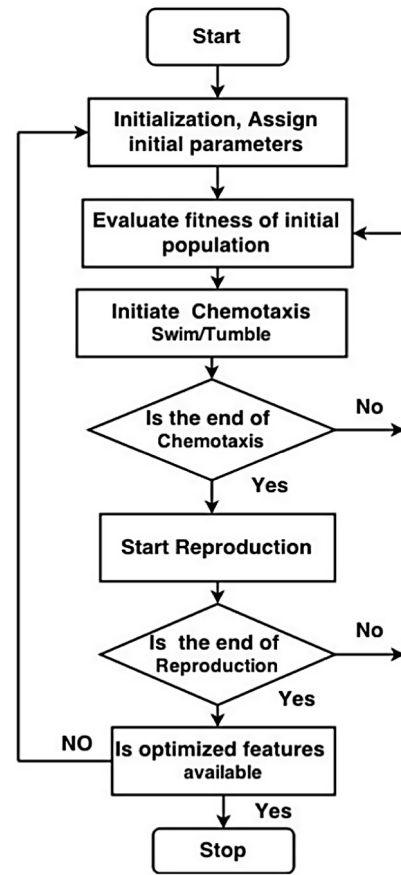 Start
Initialization, Assign
initial parameters
Evaluate fitness of initial
population
Initiate Chemotaxis
Swim/Tumble
Is the end of
Chemotaxis
No
Yes
Start Reproduction
Is the end of
Reproduction
No
Yes
NO
Is optimized features
available
Yes
Stop